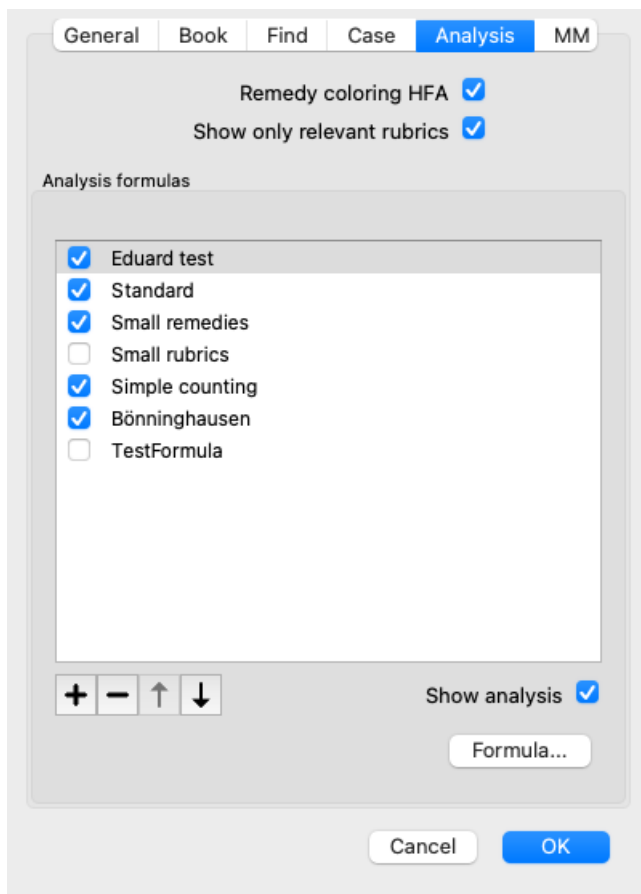 General Book Find Case Analysis MM
Remedy coloring HFA
Show only relevant rubrics
Analysis formulas
Eduard test
Standard
Small remedies
Small rubrics
Simple counting
Bönninghausen
TestFormula
Show analysis
Formula...
Cancel OK